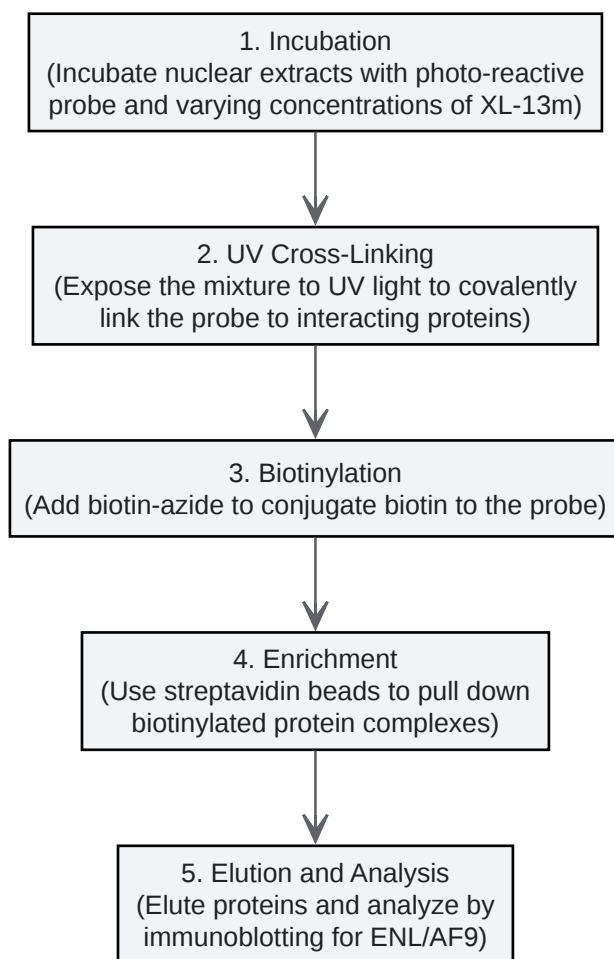 1. Incubation
(Incubate nuclear extracts with photo-reactive
probe and varying concentrations of XL-13m)
2. UV Cross-Linking
(Expose the mixture to UV light to covalently
link the probe to interacting proteins)
3. Biotinylation
(Add biotin-azide to conjugate biotin to the probe)
4. Enrichment
(Use streptavidin beads to pull down
biotinylated protein complexes)
5. Elution and Analysis
(Elute proteins and analyze by
immunoblotting for ENL/AF9)